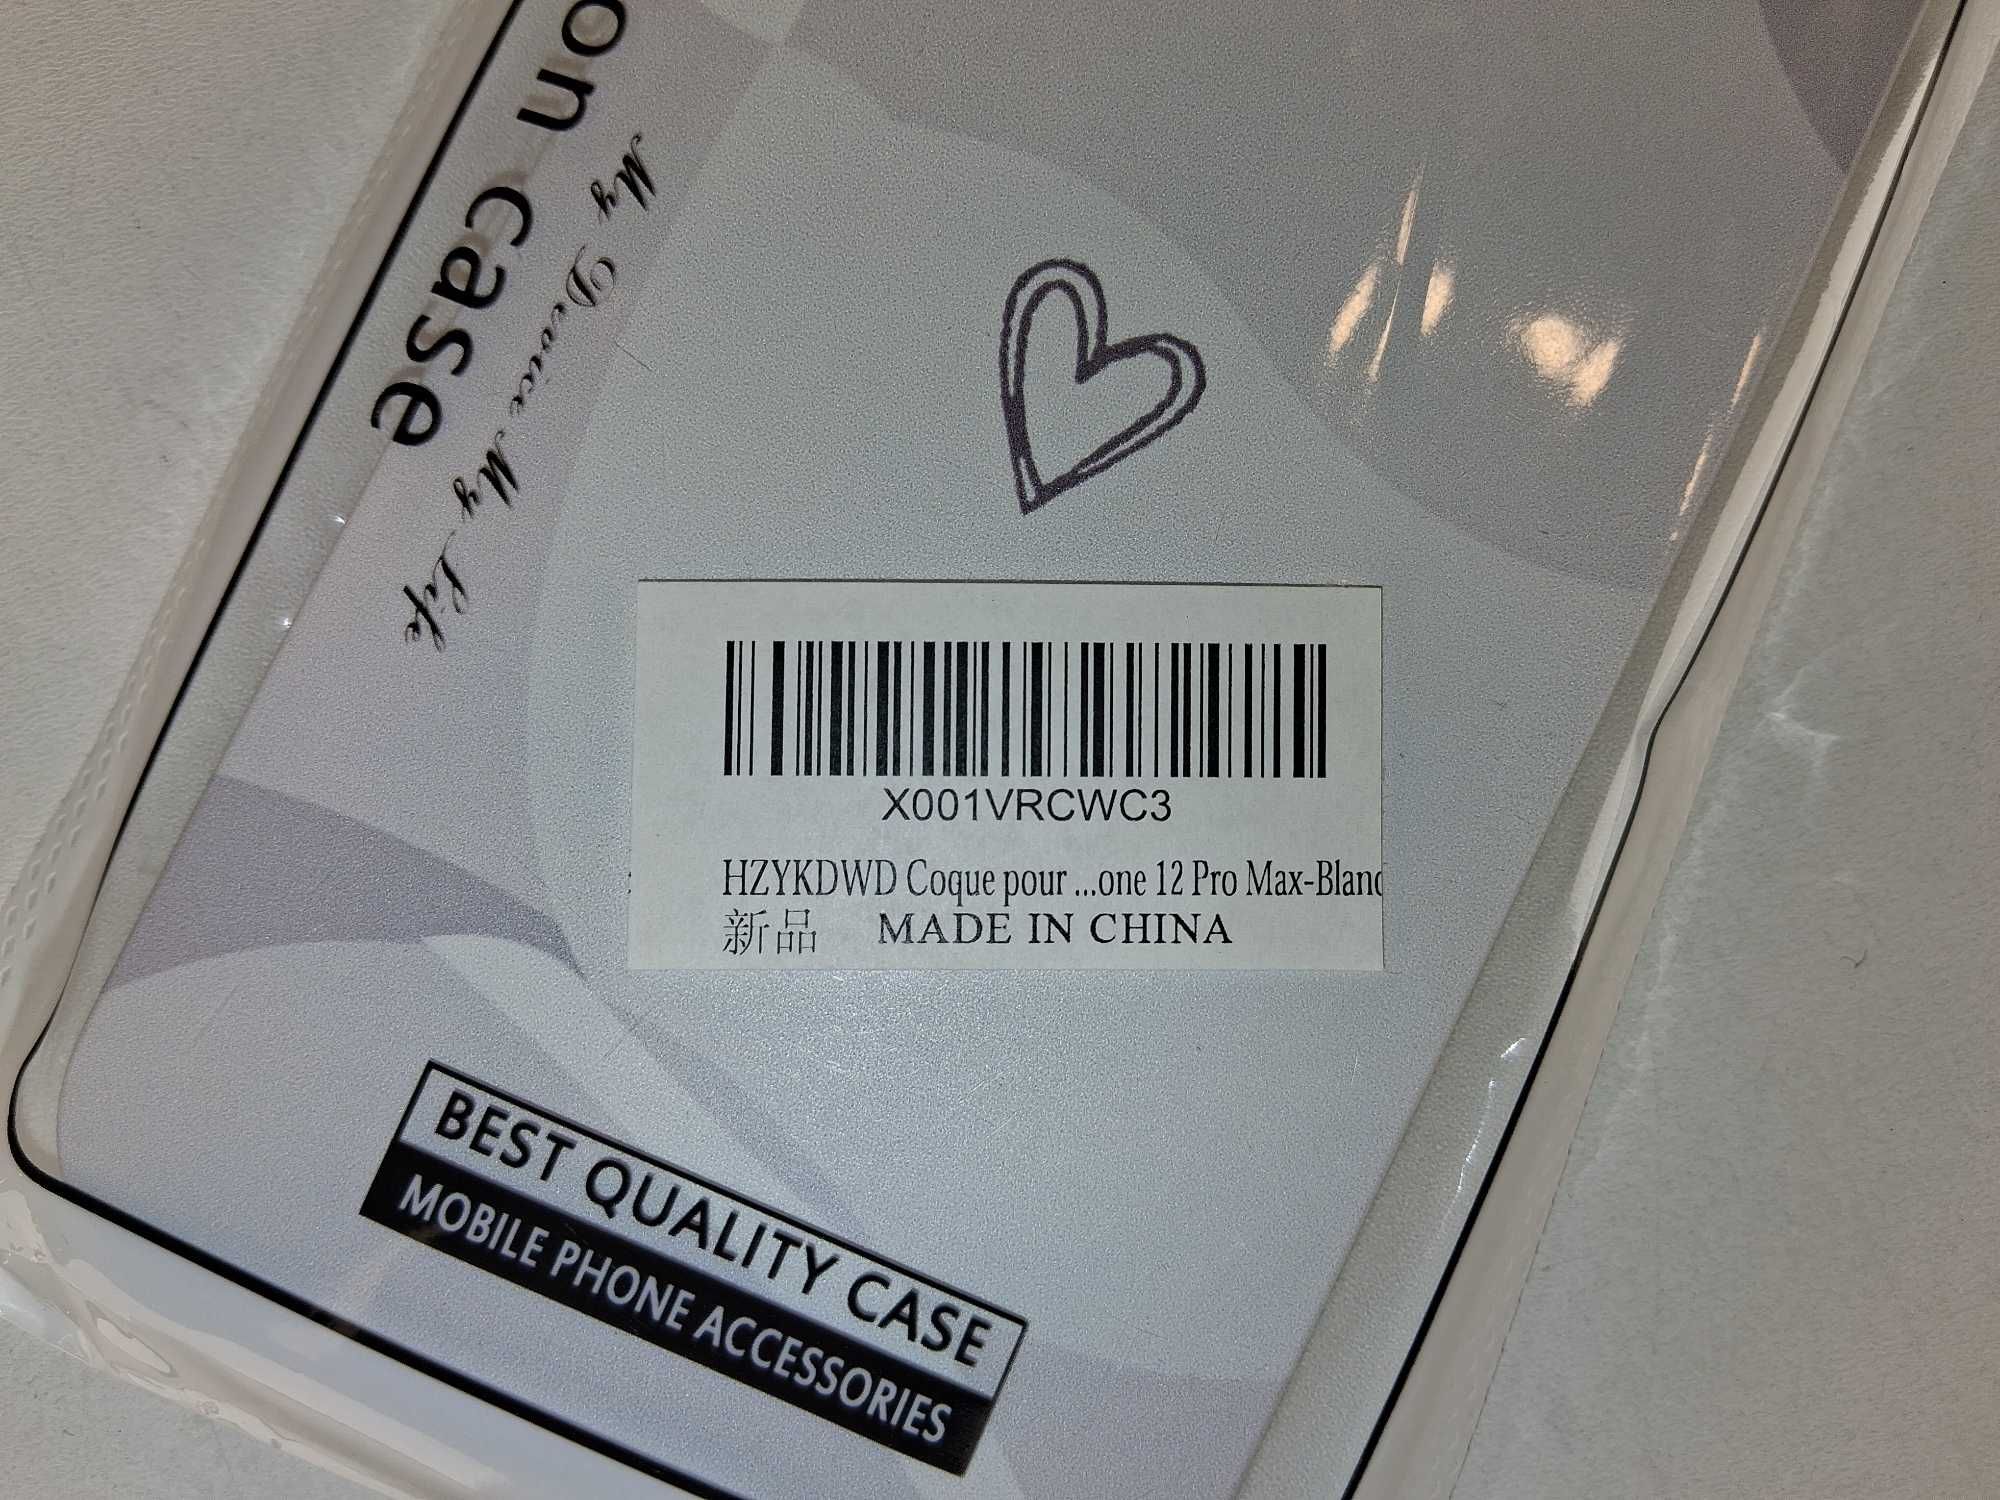 on case
My Device My Life
X001VRCWC3
HZYKDWD Coque pour ...one 12 Pro Max-Blanc
新品 MADE IN CHINA
BEST QUALITY CASE
MOBILE PHONE ACCESSORIES